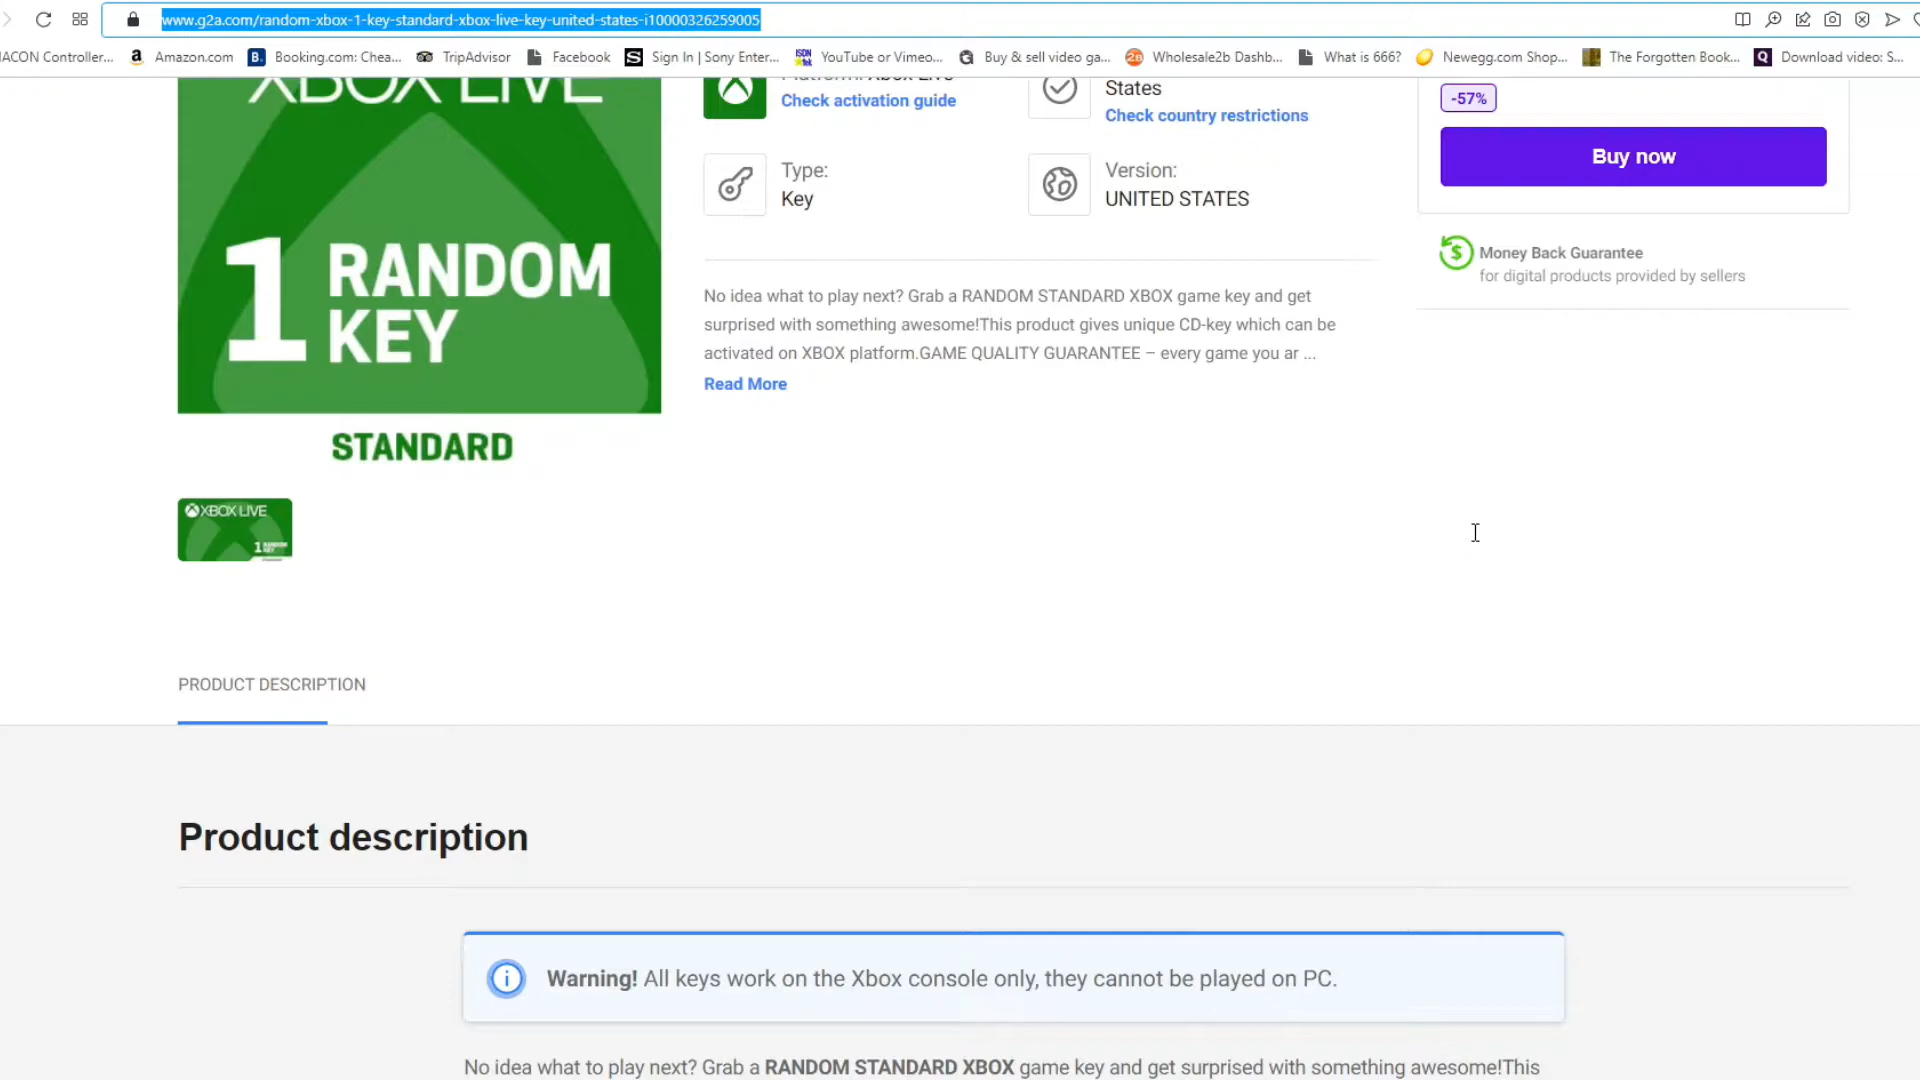 www.g2a.com/random-xbox-1-key-standard-xbox-live-key-united-states-i10000326259005
ACON Controller...
Amazon.com
Booking.com: Chea...
TripAdvisor
Facebook
Sign In | Sony Enter...
YouTube or Vimeo...
Buy & sell video ga...
Wholesale2b Dashb...
What is 666?
Newegg.com Shop...
The Forgotten Book...
Download video: S...
XBOX LIVE
1 RANDOM
KEY
STANDARD
XBOX LIVE
1 RANDOM
KEY
Platform: Xbox Live
Check activation guide
States
Check country restrictions
Type:
Key
Version:
UNITED STATES
No idea what to play next? Grab a RANDOM STANDARD XBOX game key and get
surprised with something awesome!This product gives unique CD-key which can be
activated on XBOX platform.GAME QUALITY GUARANTEE – every game you ar ...
Read More
-57%
Buy now
Money Back Guarantee
for digital products provided by sellers
PRODUCT DESCRIPTION
Product description
Warning! All keys work on the Xbox console only, they cannot be played on PC.
No idea what to play next? Grab a RANDOM STANDARD XBOX game key and get surprised with something awesome!This